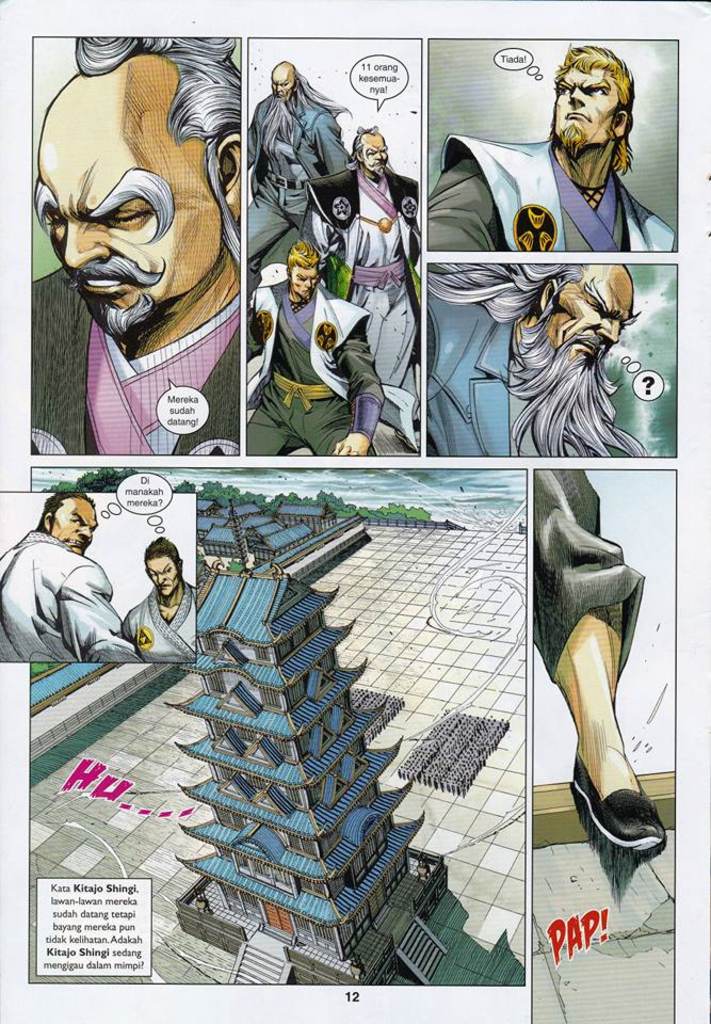 Mereka
sudah
datang!
11 orang
kesemua-
nya!
Tiada!
?
Di
manakah
mereka?
HU....
Kata Kitajo Shingi,
lawan-lawan mereka
sudah datang tetapi
bayang mereka pun
tidak kelihatan. Adakah
Kitajo Shingi sedang
mengigau dalam mimpi?
PAP!
12